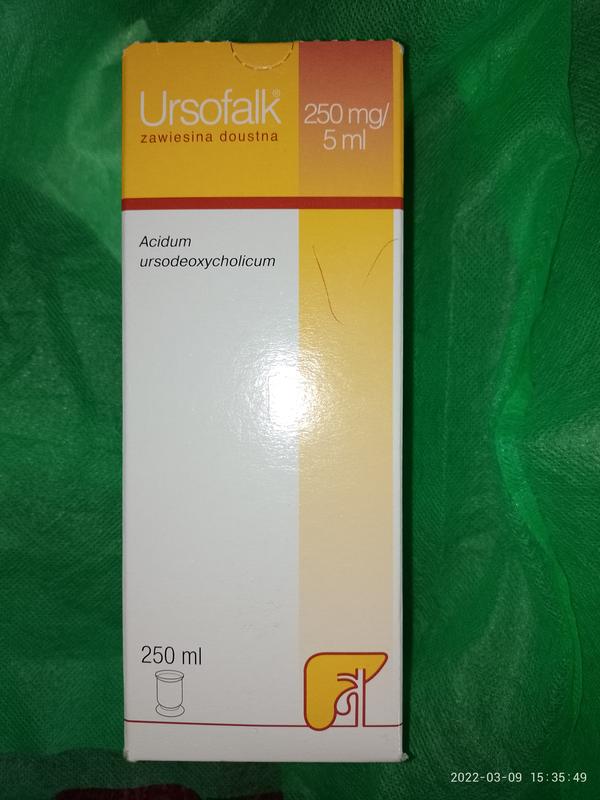 Ursofalk®
zawiesina doustna
250 mg/
5 ml
Acidum
ursodeoxycholicum
250 ml
2022-03-09 15:35:49